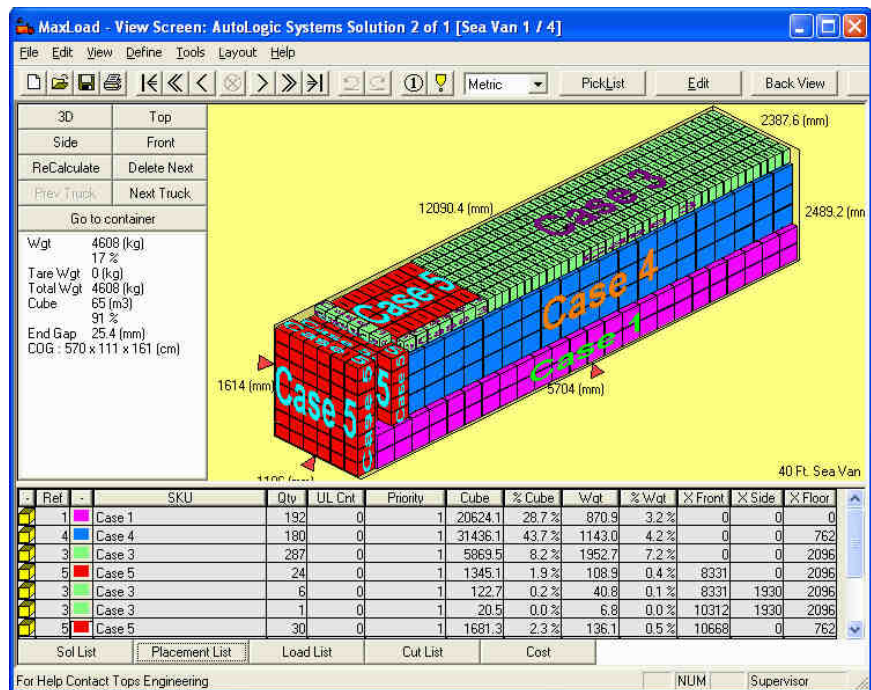 MaxLoad - View Screen: AutoLogic Systems Solution 2 of 1 [Sea Van 1 / 4]
File Edit View Define Tools Layout Help
Metric PickList Edit Back View
3D Top
Side Front
ReCalculate Delete Next
Prev Truck Next Truck
Go to container
Wgt 4608 (kg)
17 %
Tare Wgt 0 (kg)
Total Wgt 4608 (kg)
Cube 65 (m3)
91 %
End Gap 25.4 (mm)
COG : 570 x 111 x 161 (cm)
2387.6 (mm)
12090.4 (mm)
2489.2 (mm
Case 3
Case 5
Case 4
Case 1
Case 5
Case 5
5
1614 (mm)
5704 (mm)
40 Ft. Sea Van
- Ref - SKU Qty UL Cnt Priority Cube % Cube Wgt % Wgt X Front X Side X Floor
1 Case 1 192 0 1 20624.1 28.7 % 870.9 3.2 % 0 0 0
4 Case 4 180 0 1 31436.1 43.7 % 1143.0 4.2 % 0 0 762
3 Case 3 287 0 1 5869.5 8.2 % 1952.7 7.2 % 0 0 2096
5 Case 5 24 0 1 1345.1 1.9 % 108.9 0.4 % 8331 0 2096
3 Case 3 6 0 1 122.7 0.2 % 40.8 0.1 % 8331 1930 2096
3 Case 3 1 0 1 20.5 0.0 % 6.8 0.0 % 10312 1930 2096
5 Case 5 30 0 1 1681.3 2.3 % 136.1 0.5 % 10668 0 762
Sol List Placement List Load List Cut List Cost
For Help Contact Tops Engineering NUM Supervisor